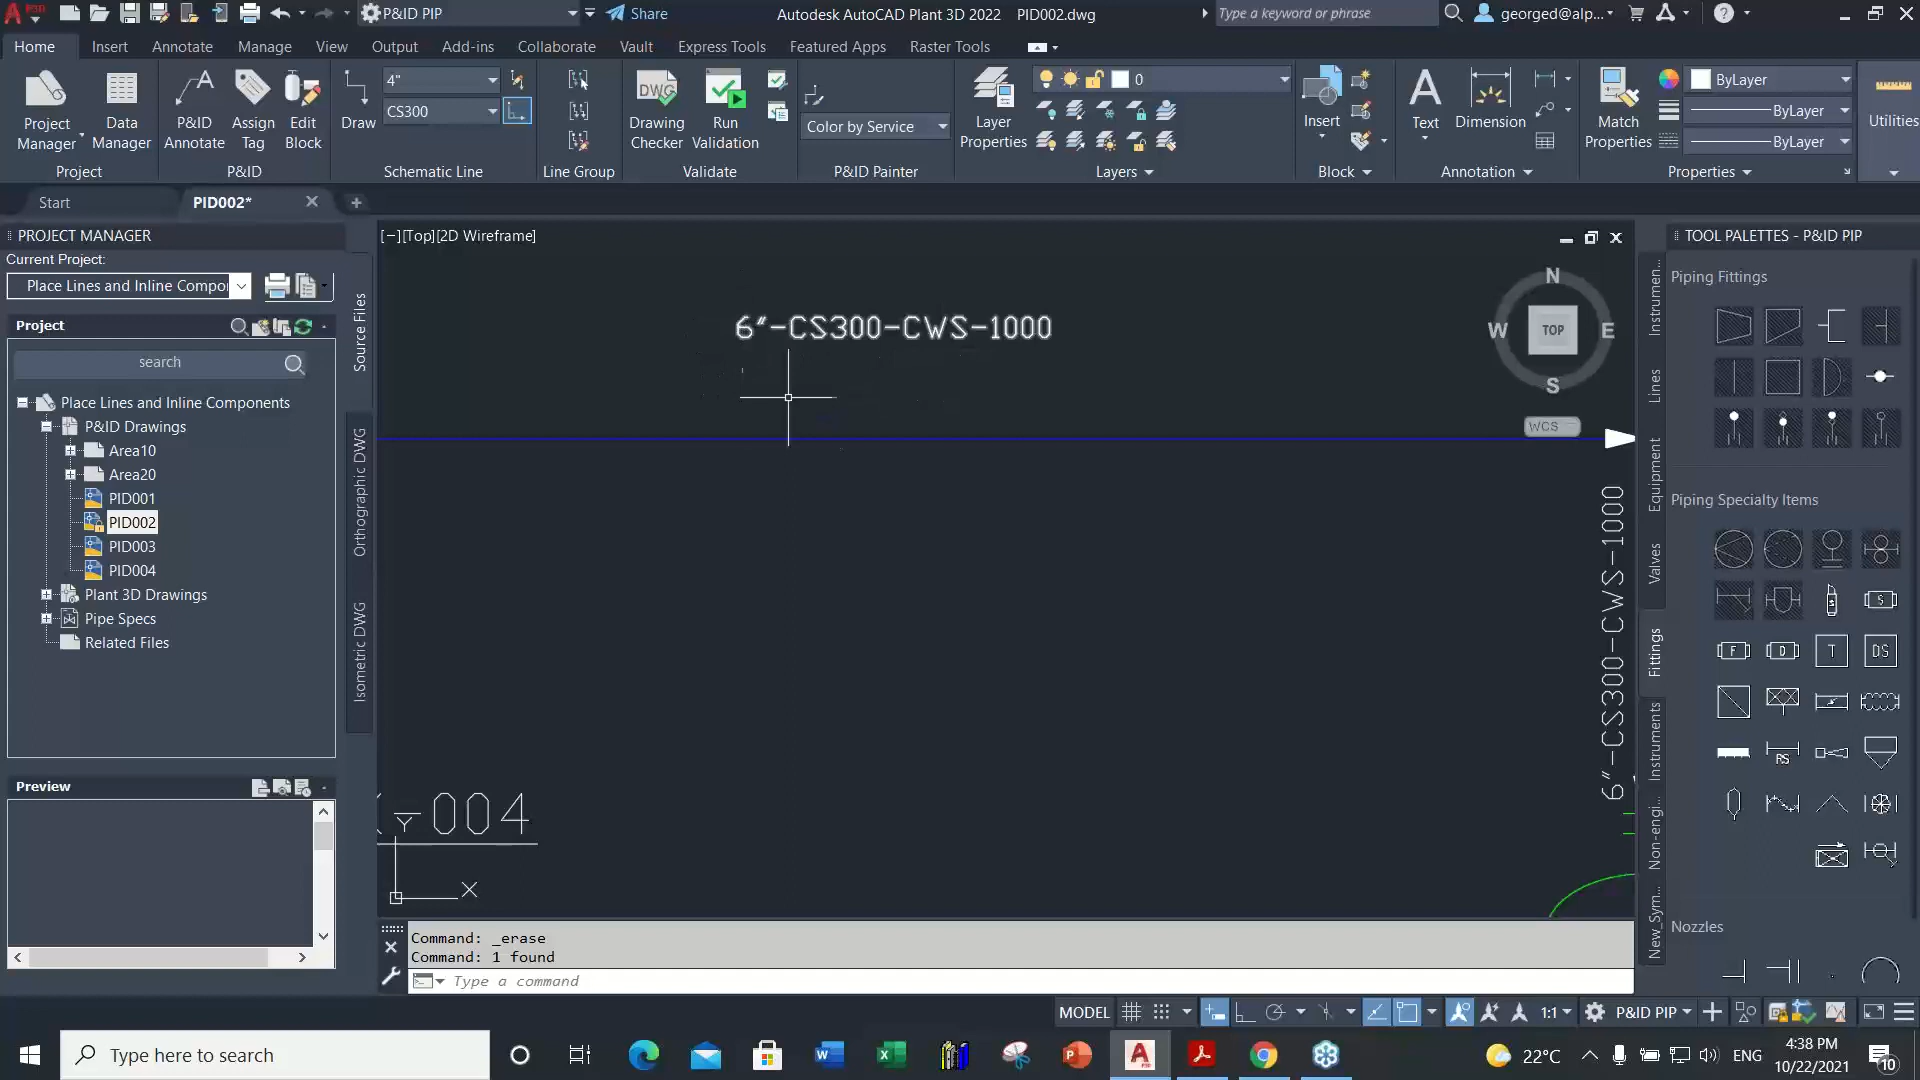 P&ID PIP
Share
Autodesk AutoCAD Plant 3D 2022 PID002.dwg
Type a keyword or phrase
georged@alp...
Home Insert Annotate Manage View Output Add-ins Collaborate Vault Express Tools Featured Apps Raster Tools
Project Manager
Data Manager
Project
P&ID Annotate
Assign Tag
Edit Block
P&ID
Draw
4"
CS300
Schematic Line
Line Group
DWG
Drawing Checker
Run Validation
Validate
Color by Service
P&ID Painter
Layer Properties
0
Layers
Insert
Block
Text
Dimension
Annotation
Match Properties
ByLayer
ByLayer
ByLayer
Properties
Utilities
Start
PID002*
PROJECT MANAGER
Current Project:
Place Lines and Inline Compo
Project
search
Place Lines and Inline Components
P&ID Drawings
Area10
Area20
PID001
PID002
PID003
PID004
Plant 3D Drawings
Pipe Specs
Related Files
Preview
Source Files
Orthographic DWG
Isometric DWG
[−][Top][2D Wireframe]
6"-CS300-CWS-1000
N
W TOP E
S
WCS
6"-CS300-CWS-1000
-004
Y
X
Command: _erase
Command: 1 found
Type a command
TOOL PALETTES - P&ID PIP
Piping Fittings
Piping Specialty Items
S
F D T DS
RS
Nozzles
Instrumen...
Lines
Equipment
Valves
Fittings
Instruments
Non-engi...
New_Sym...
MODEL
1:1
P&ID PIP
Type here to search
22°C
ENG
4:38 PM
10/22/2021
10